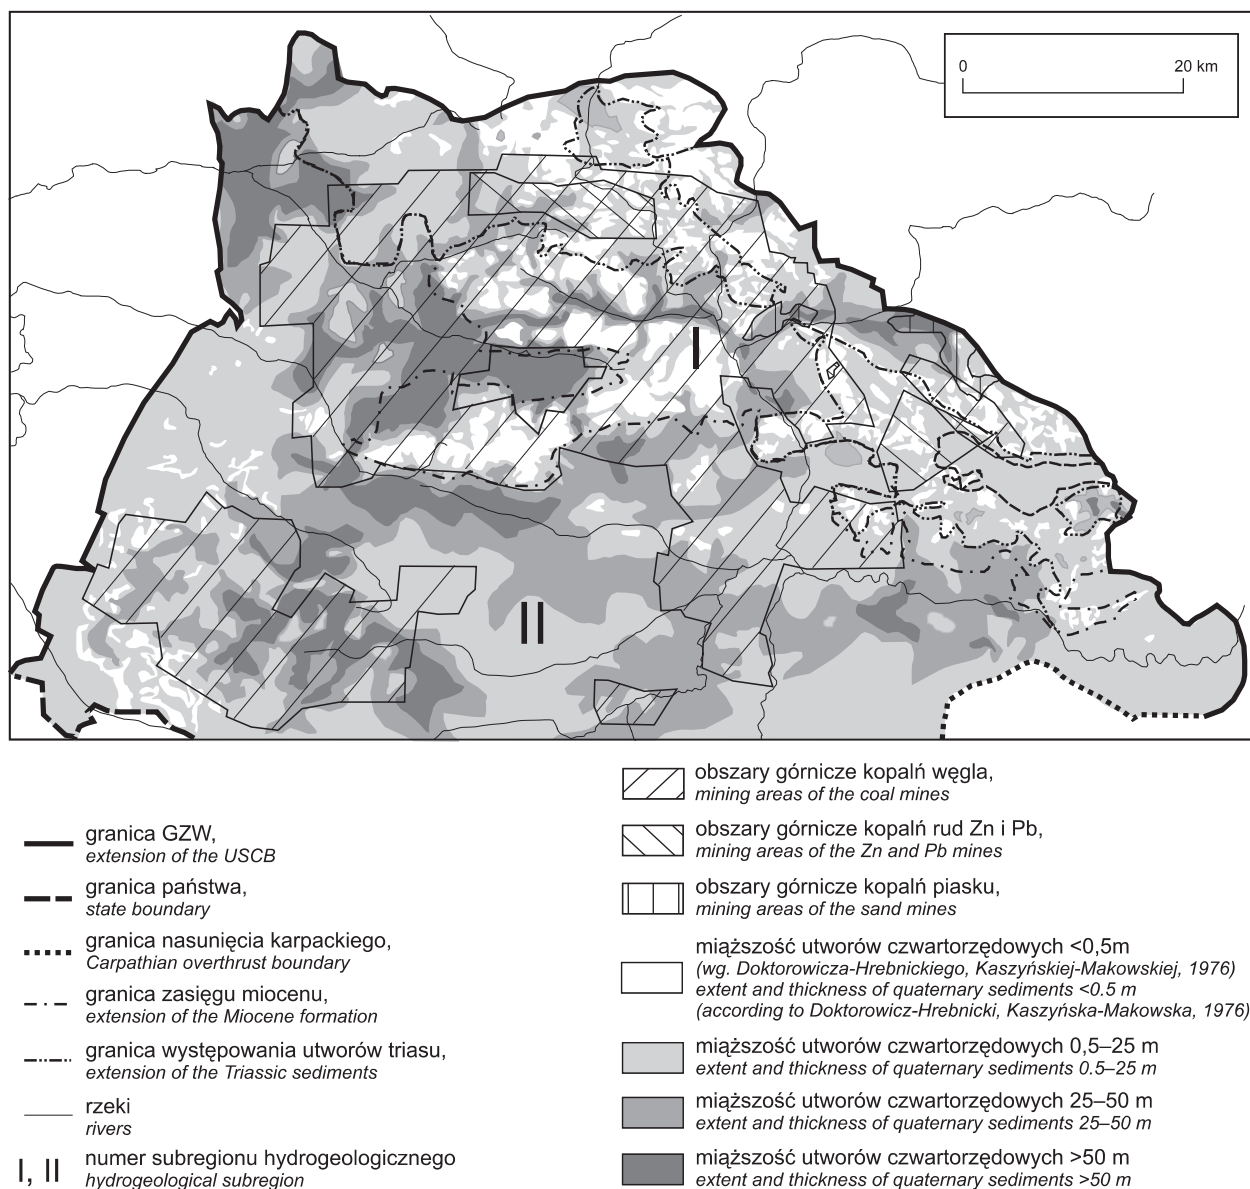 0
20 km
I
II
granica GZW,
extension of the USCB
granica państwa,
state boundary
granica nasunięcia karpackiego,
Carpathian overthrust boundary
granica zasięgu miocenu,
extension of the Miocene formation
granica występowania utworów triasu,
extension of the Triassic sediments
rzeki
rivers
I, II
numer subregionu hydrogeologicznego
hydrogeological subregion
obszary górnicze kopalń węgla,
mining areas of the coal mines
obszary górnicze kopalń rud Zn i Pb,
mining areas of the Zn and Pb mines
obszary górnicze kopalń piasku,
mining areas of the sand mines
miąższość utworów czwartorzędowych <0,5m
(wg. Doktorowicza-Hrebnickiego, Kaszyńskiej-Makowskiej, 1976)
extent and thickness of quaternary sediments <0.5 m
(according to Doktorowicz-Hrebnicki, Kaszyńska-Makowska, 1976)
miąższość utworów czwartorzędowych 0,5–25 m
extent and thickness of quaternary sediments 0.5–25 m
miąższość utworów czwartorzędowych 25–50 m
extent and thickness of quaternary sediments 25–50 m
miąższość utworów czwartorzędowych >50 m
extent and thickness of quaternary sediments >50 m